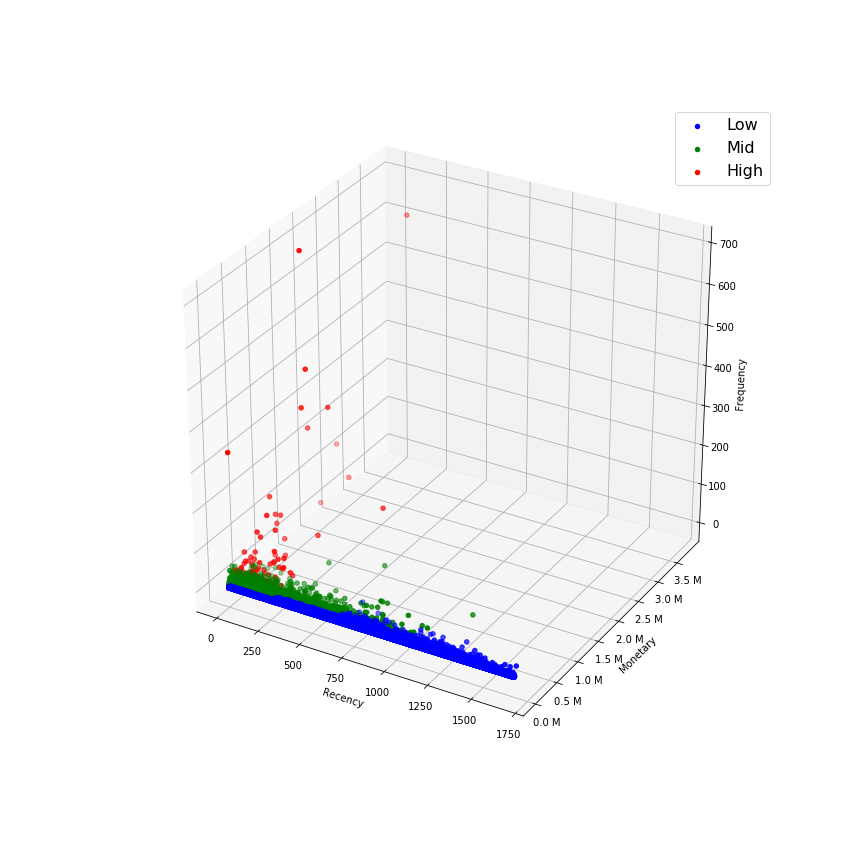 Low
Mid
High
700
600
500
400
300
200
100
0
Frequency
3.5 M
3.0 M
2.5 M
2.0 M
1.5 M
1.0 M
0.5 M
0.0 M
Monetary
0
250
500
750
1000
1250
1500
1750
Recency